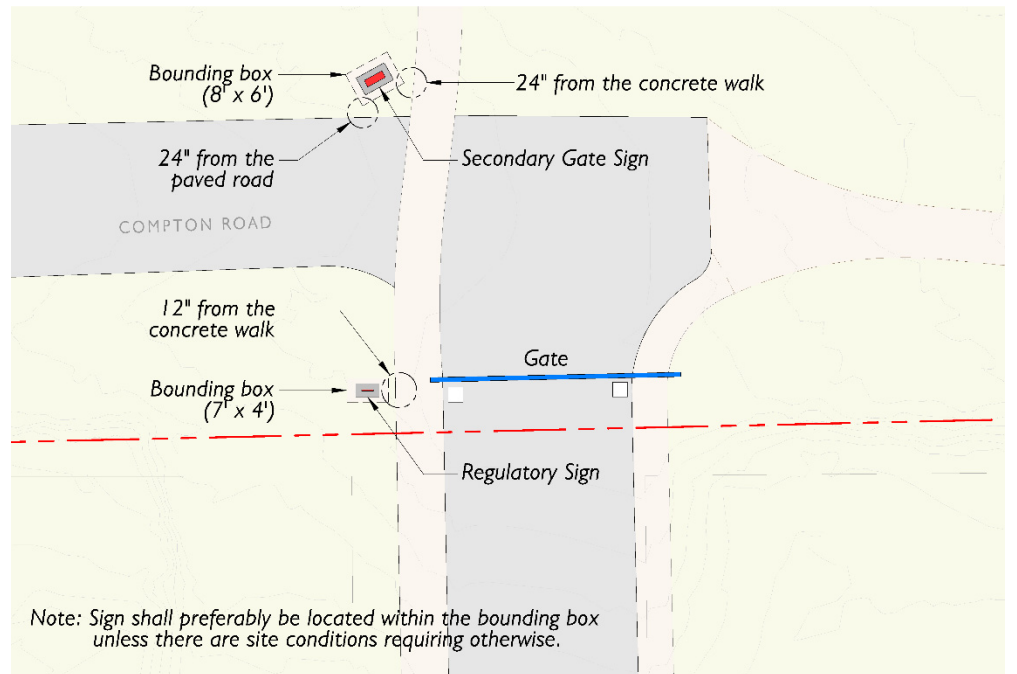 Bounding box
(8' x 6')
24" from the concrete walk
24" from the
paved road
Secondary Gate Sign
COMPTON ROAD
12" from the
concrete walk
Gate
Bounding box
(7' x 4')
Regulatory Sign
Note: Sign shall preferably be located within the bounding box
unless there are site conditions requiring otherwise.